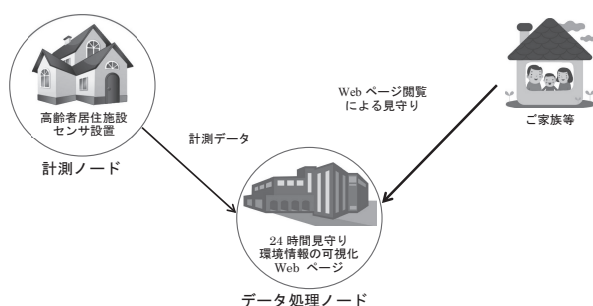 高齢者居住施設
センサ設置
計測ノード
計測データ
Web ページ閲覧
による見守り
ご家族等
24 時間見守り
環境情報の可視化
Web ページ
データ処理ノード